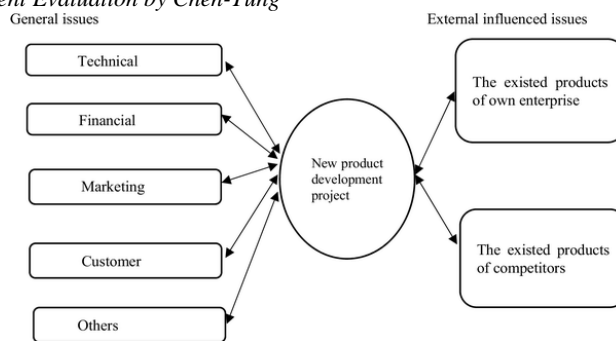 ent Evaluation by Chen-Tung
General issues
External influenced issues
Technical
Financial
Marketing
Customer
Others
New product
development
project
The existed products
of own enterprise
The existed products
of competitors